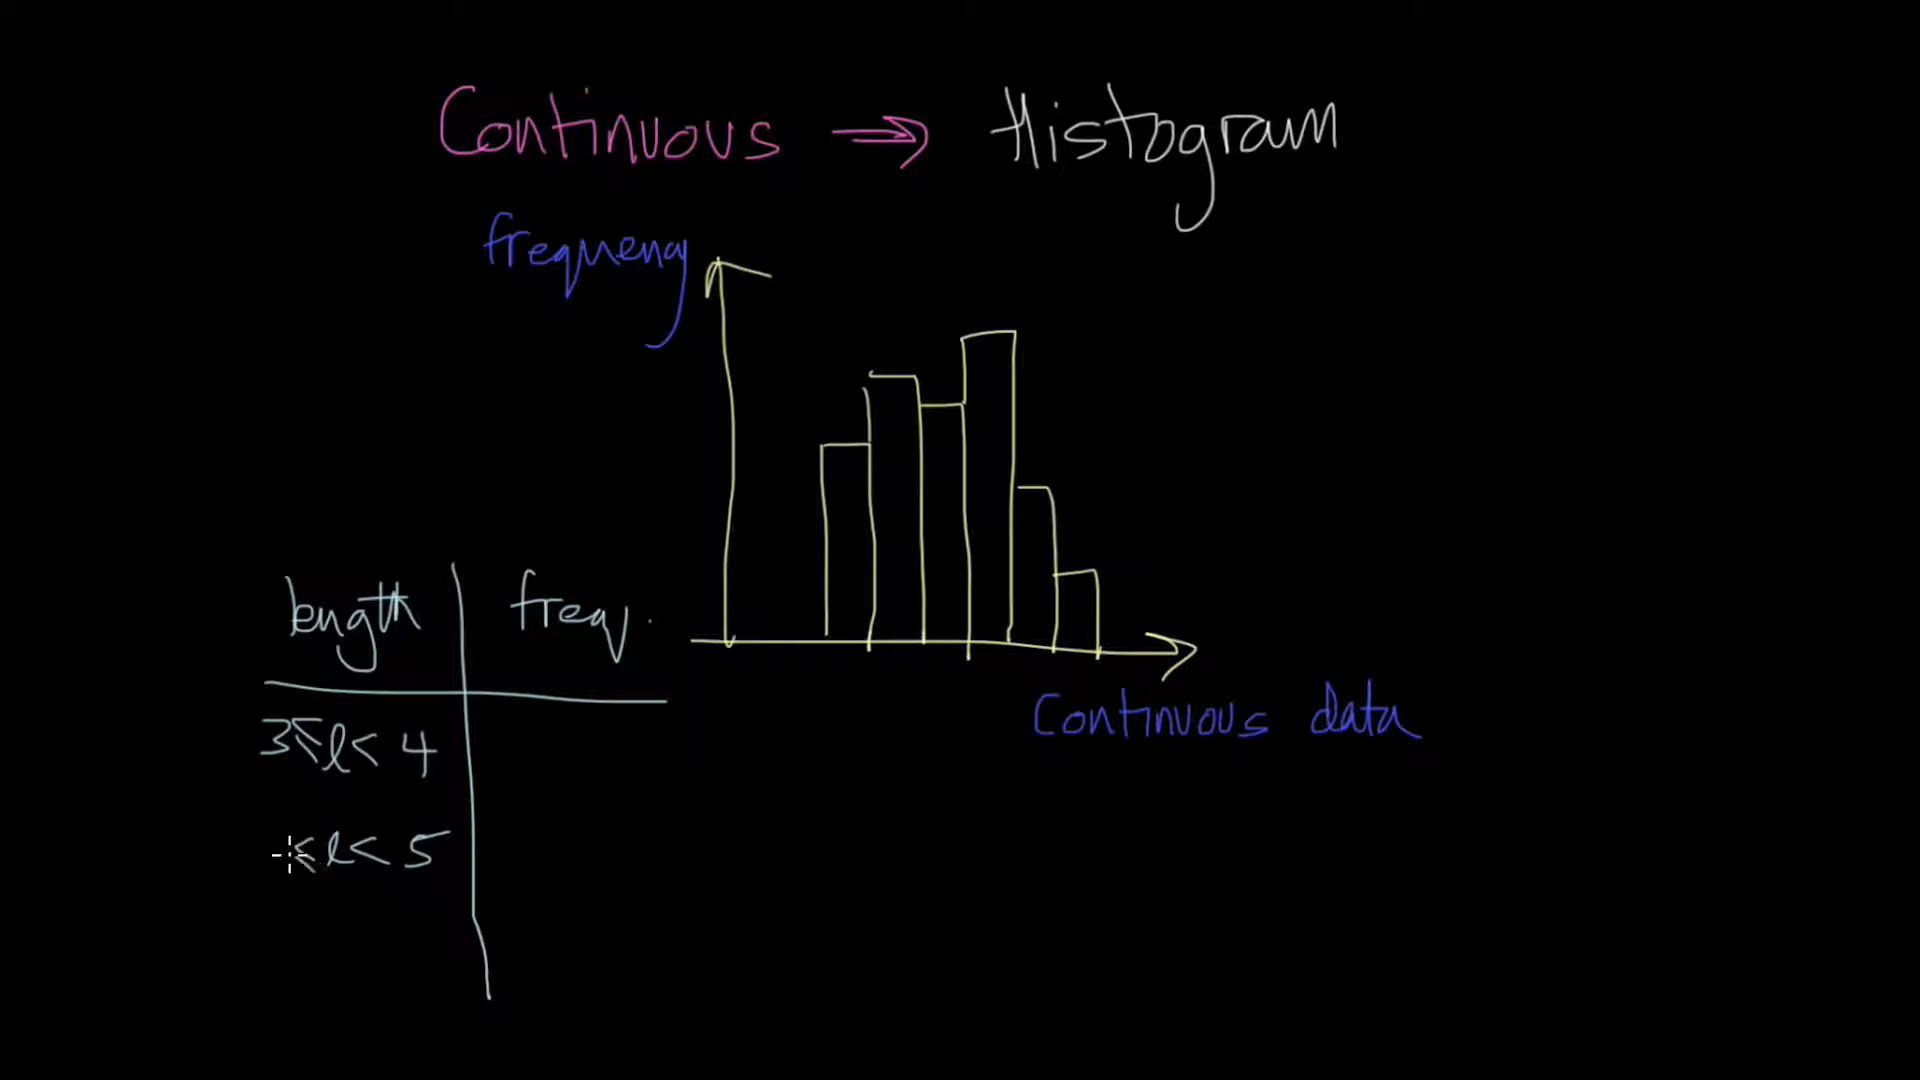 Continuous ⇒ Histogram
frequency
length freq.
3≤l< 4
≤l< 5
Continuous data